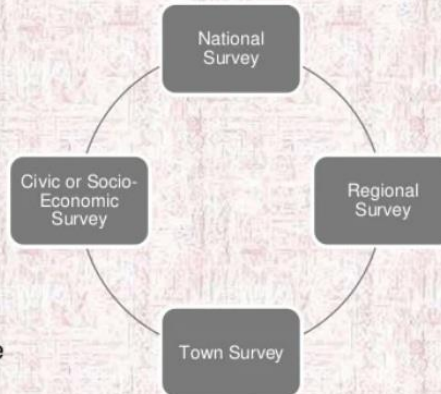 National
Survey
Civic or Socio-
Economic
Survey
Regional
Survey
Town Survey